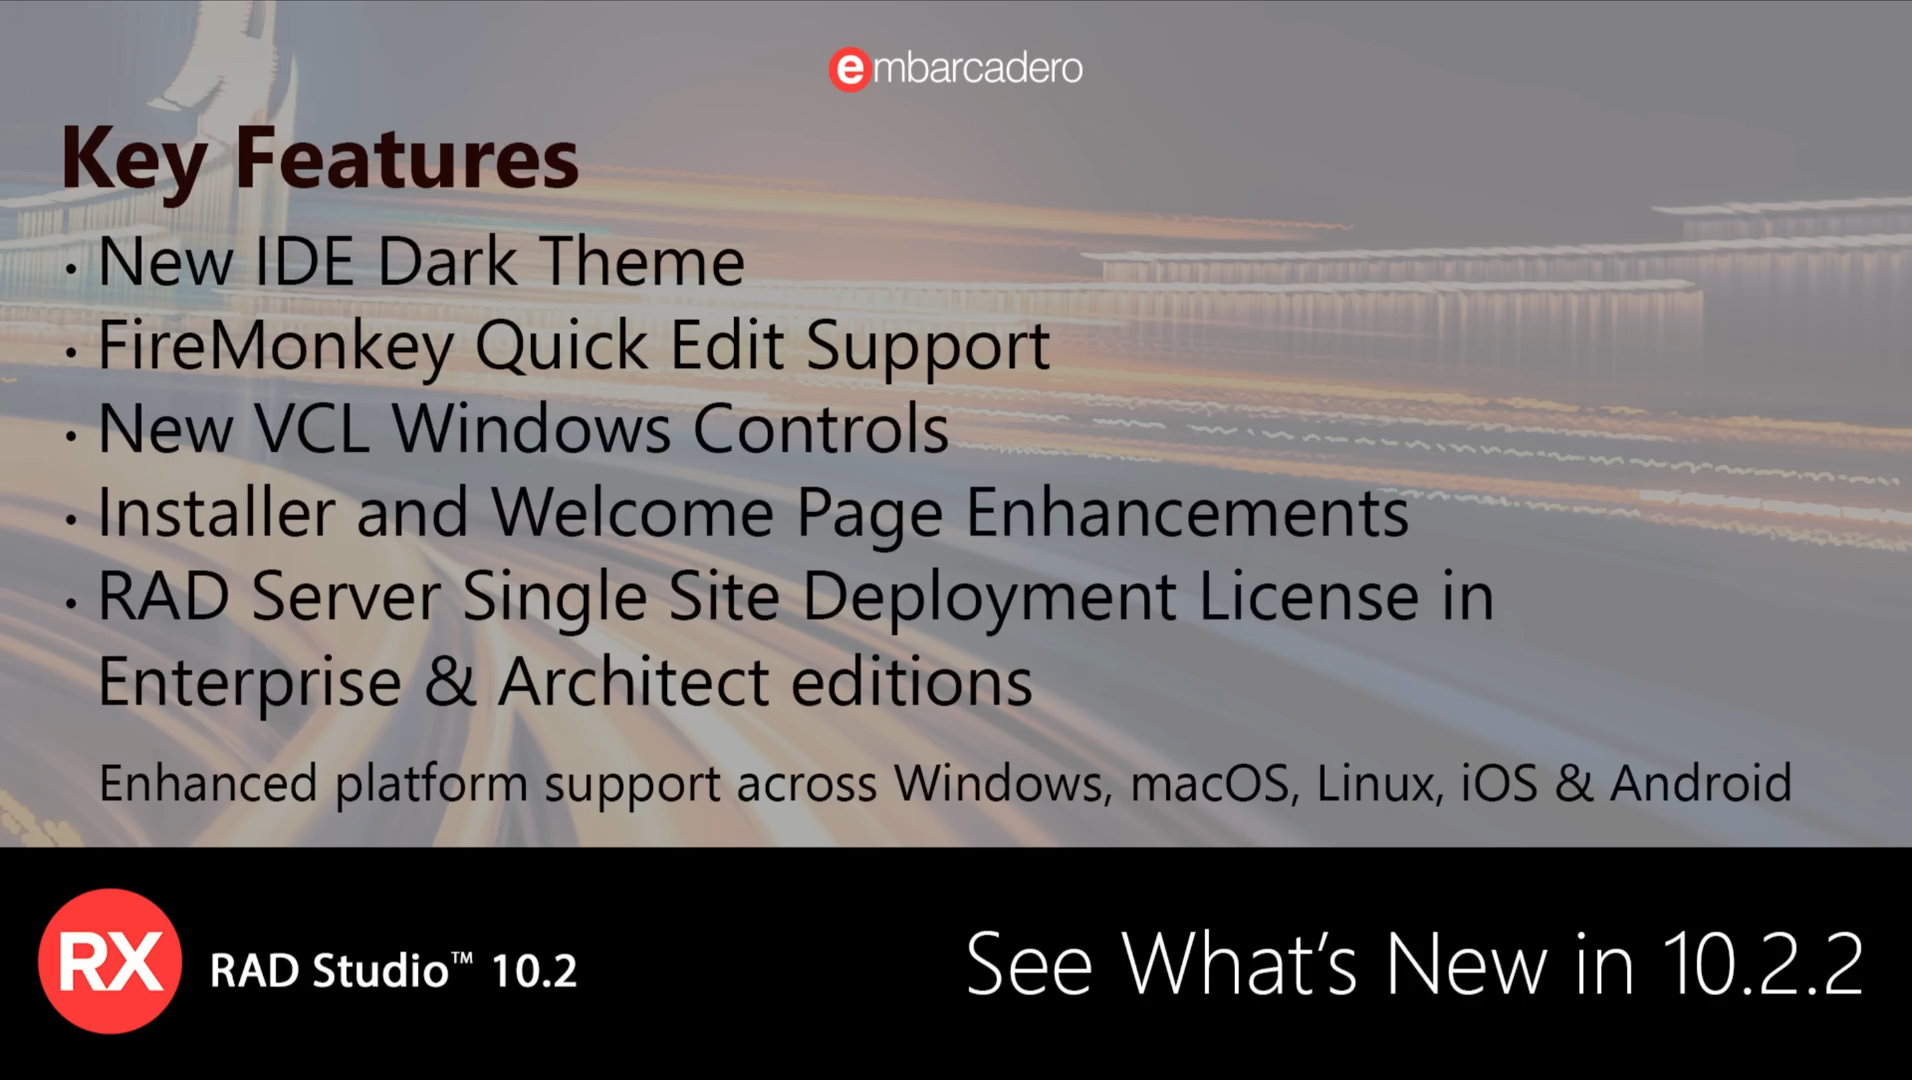 embarcadero
Key Features
• New IDE Dark Theme
• FireMonkey Quick Edit Support
• New VCL Windows Controls
• Installer and Welcome Page Enhancements
• RAD Server Single Site Deployment License in
Enterprise & Architect editions
Enhanced platform support across Windows, macOS, Linux, iOS & Android
RX
RAD Studio™ 10.2
See What's New in 10.2.2